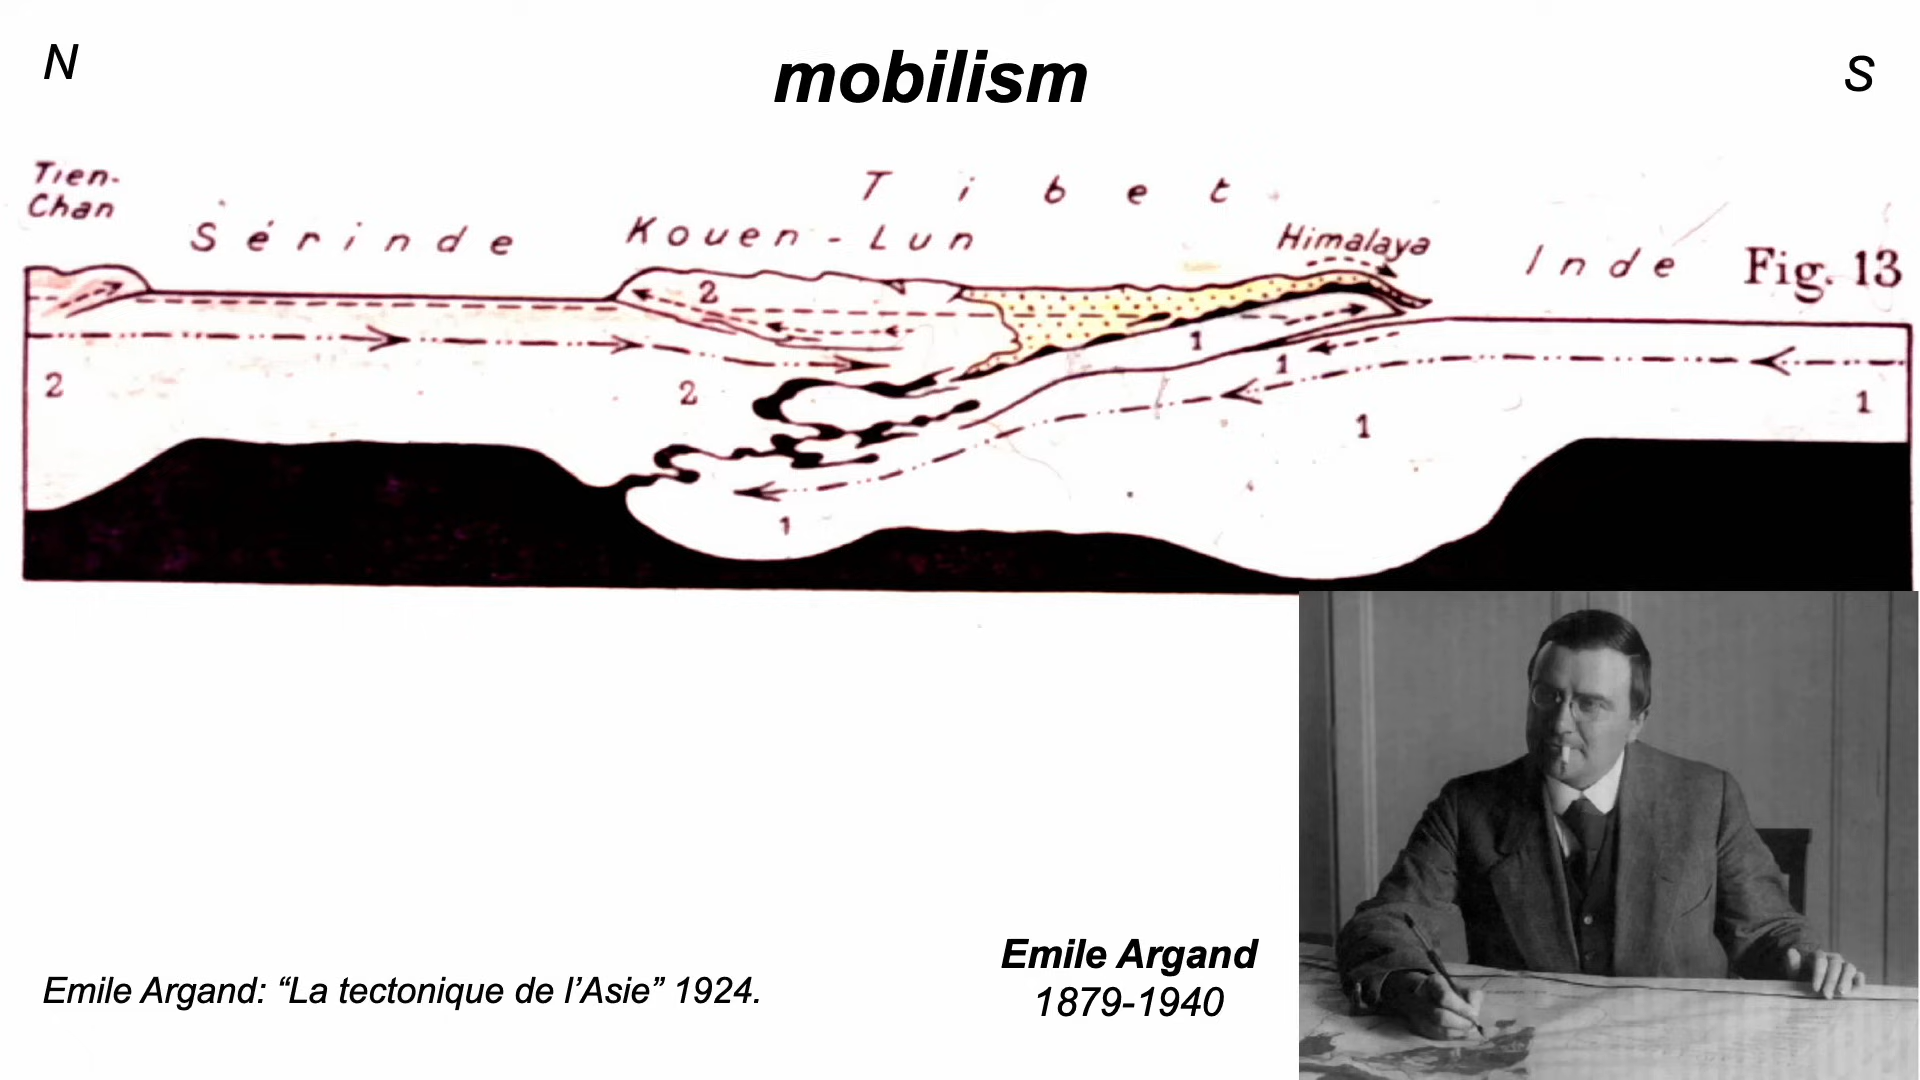 N
mobilism
S
Tien-
Chan
Tibet
Sérinde
Kouen-Lun
Himalaya
Inde
Fig. 13
2
2
2
1
1
1
1
1
Emile Argand
1879-1940
Emile Argand: “La tectonique de l’Asie” 1924.